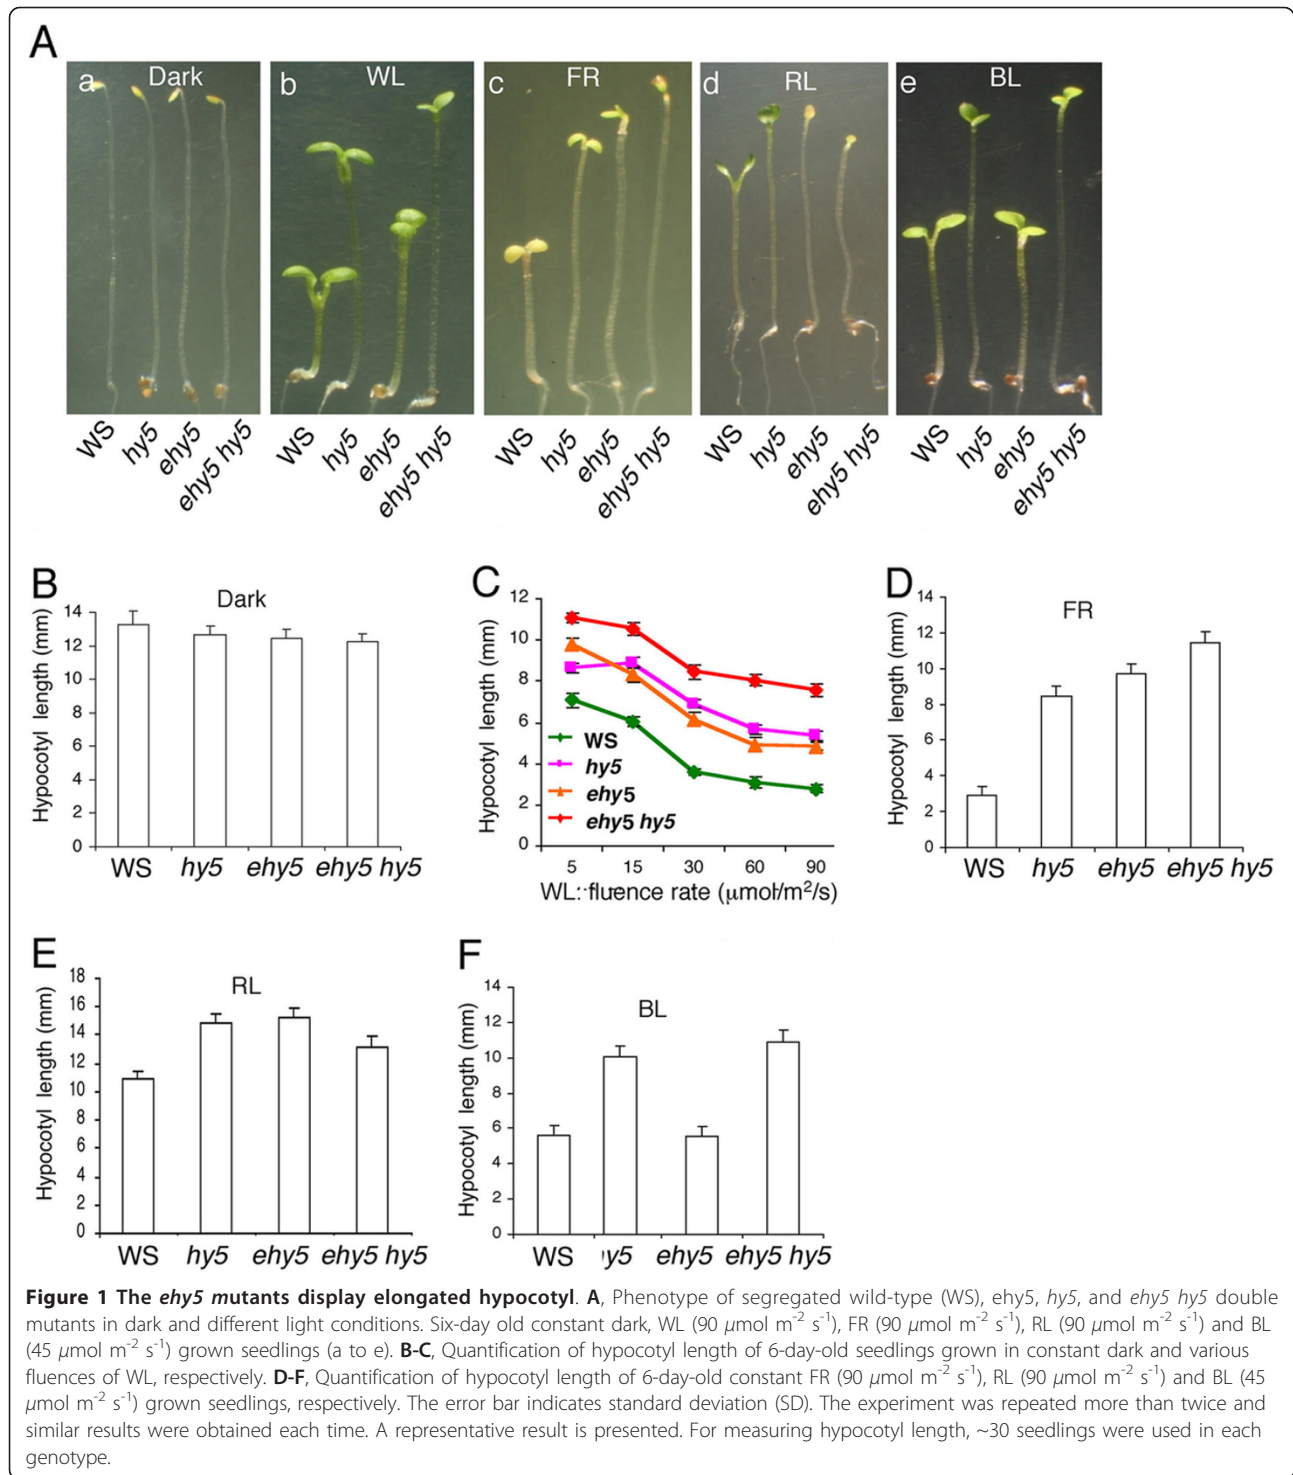 A
a Dark
b WL
c FR
d RL
e BL
WS hy5 ehy5 ehy5 hy5
WS hy5 ehy5 ehy5 hy5
WS hy5 ehy5 ehy5 hy5
WS hy5 ehy5 ehy5 hy5
WS hy5 ehy5 ehy5 hy5
B
Dark
Hypocotyl length (mm)
14
12
10
8
6
4
2
0
WS hy5 ehy5 ehy5 hy5
C
Hypocotyl length (mm)
12
10
8
6
4
2
0
WS
hy5
ehy5
ehy5 hy5
5 15 30 60 90
WL::fluence rate (μmol/m²/s)
D
FR
Hypocotyl length (mm)
14
12
10
8
6
4
2
0
WS hy5 ehy5 ehy5 hy5
E
RL
Hypocotyl length (mm)
18
16
14
12
10
8
6
4
2
0
WS hy5 ehy5 ehy5 hy5
F
BL
Hypocotyl length (mm)
14
12
10
8
6
4
2
0
WS ıy5 ehy5 ehy5 hy5
Figure 1 The ehy5 mutants display elongated hypocotyl. A, Phenotype of segregated wild-type (WS), ehy5, hy5, and ehy5 hy5 double
mutants in dark and different light conditions. Six-day old constant dark, WL (90 μmol m⁻² s⁻¹), FR (90 μmol m⁻² s⁻¹), RL (90 μmol m⁻² s⁻¹) and BL
(45 μmol m⁻² s⁻¹) grown seedlings (a to e). B-C, Quantification of hypocotyl length of 6-day-old seedlings grown in constant dark and various
fluences of WL, respectively. D-F, Quantification of hypocotyl length of 6-day-old constant FR (90 μmol m⁻² s⁻¹), RL (90 μmol m⁻² s⁻¹) and BL (45
μmol m⁻² s⁻¹) grown seedlings, respectively. The error bar indicates standard deviation (SD). The experiment was repeated more than twice and
similar results were obtained each time. A representative result is presented. For measuring hypocotyl length, ~30 seedlings were used in each
genotype.